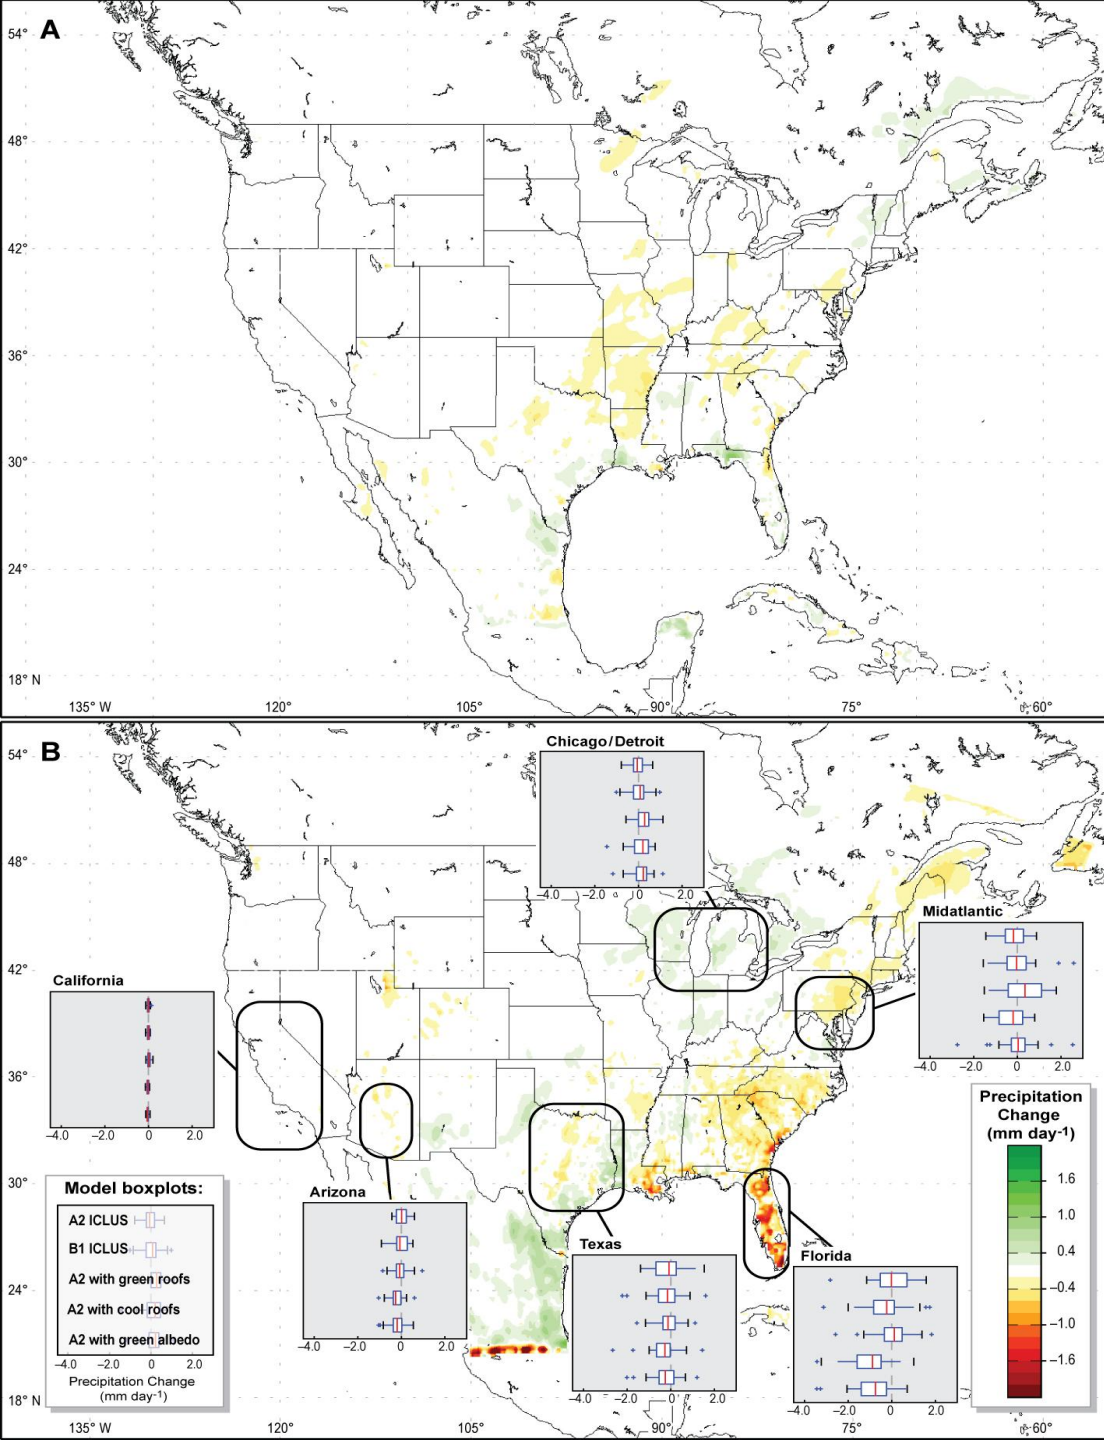 A
54°
48°
42°
36°
30°
24°
18° N
135° W 120° 105° 90° 75° 60°
B
Chicago/Detroit
54°
−4.0 −2.0 0 2.0
48°
Midatlantic
−4.0 −2.0 0 2.0
42°
California
−4.0 −2.0 0 2.0
36°
Precipitation
Change
(mm day-1)
1.6
1.0
0.4
−0.4
−1.0
−1.6
30°
Model boxplots:
A2 ICLUS
B1 ICLUS
A2 with green roofs
A2 with cool roofs
A2 with green albedo
−4.0 −2.0 0 2.0
Precipitation Change
(mm day-1)
Arizona
−4.0 −2.0 0 2.0
Texas
−4.0 −2.0 0 2.0
Florida
−4.0 −2.0 0 2.0
24°
18° N
135° W 120° 105° 90° 75° 60°